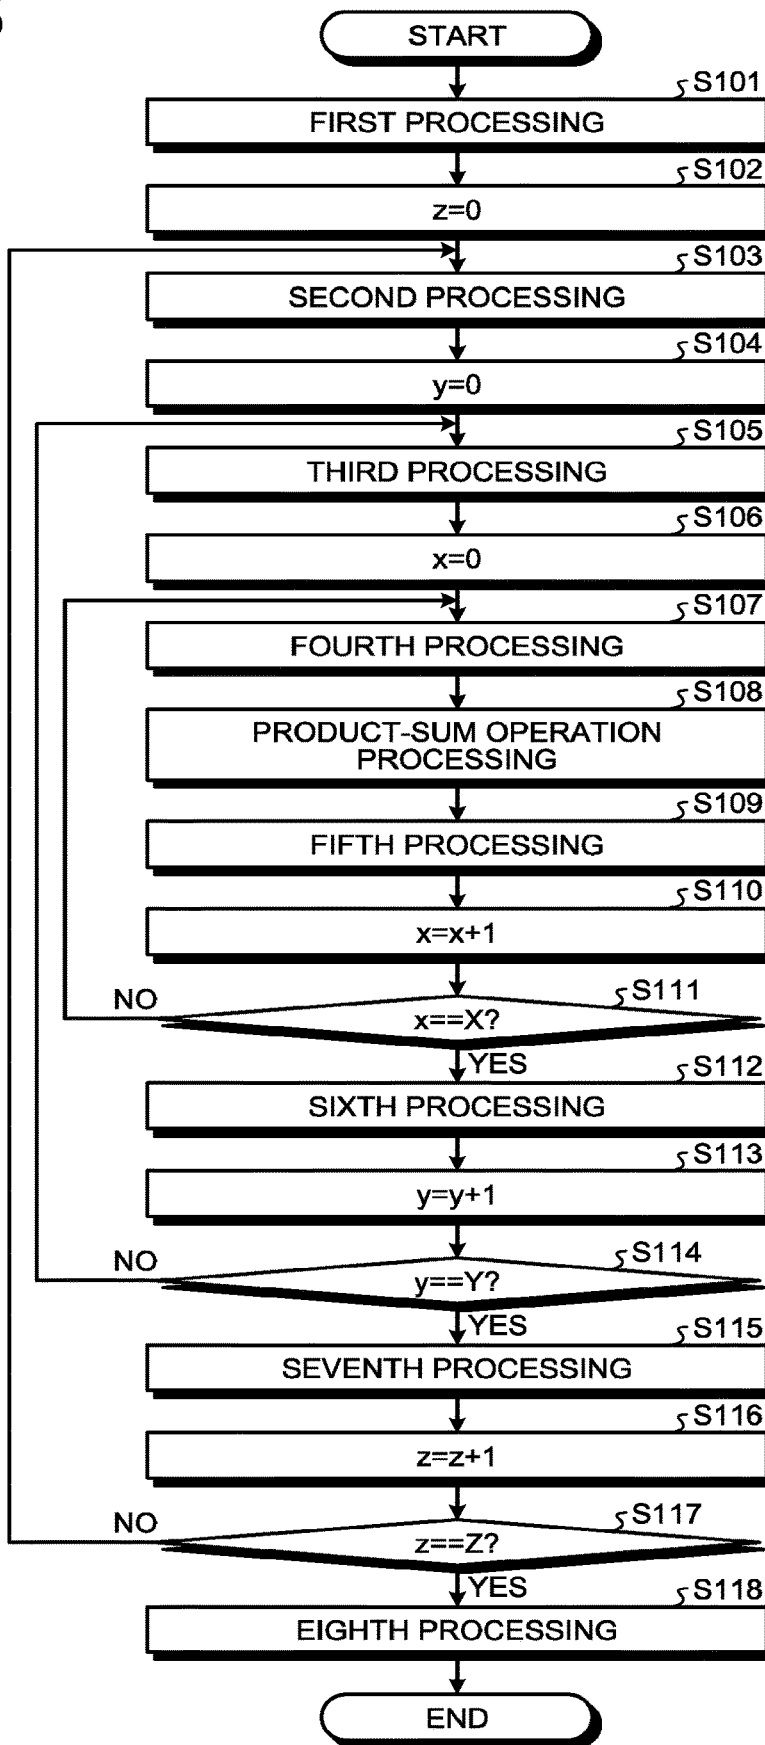 START
S101
FIRST PROCESSING
S102
z=0
S103
SECOND PROCESSING
S104
y=0
S105
THIRD PROCESSING
S106
x=0
S107
FOURTH PROCESSING
S108
PRODUCT-SUM OPERATION
PROCESSING
S109
FIFTH PROCESSING
S110
x=x+1
S111
NO
x==X?
YES
S112
SIXTH PROCESSING
S113
y=y+1
S114
NO
y==Y?
YES
S115
SEVENTH PROCESSING
S116
z=z+1
S117
NO
z==Z?
YES
S118
EIGHTH PROCESSING
END